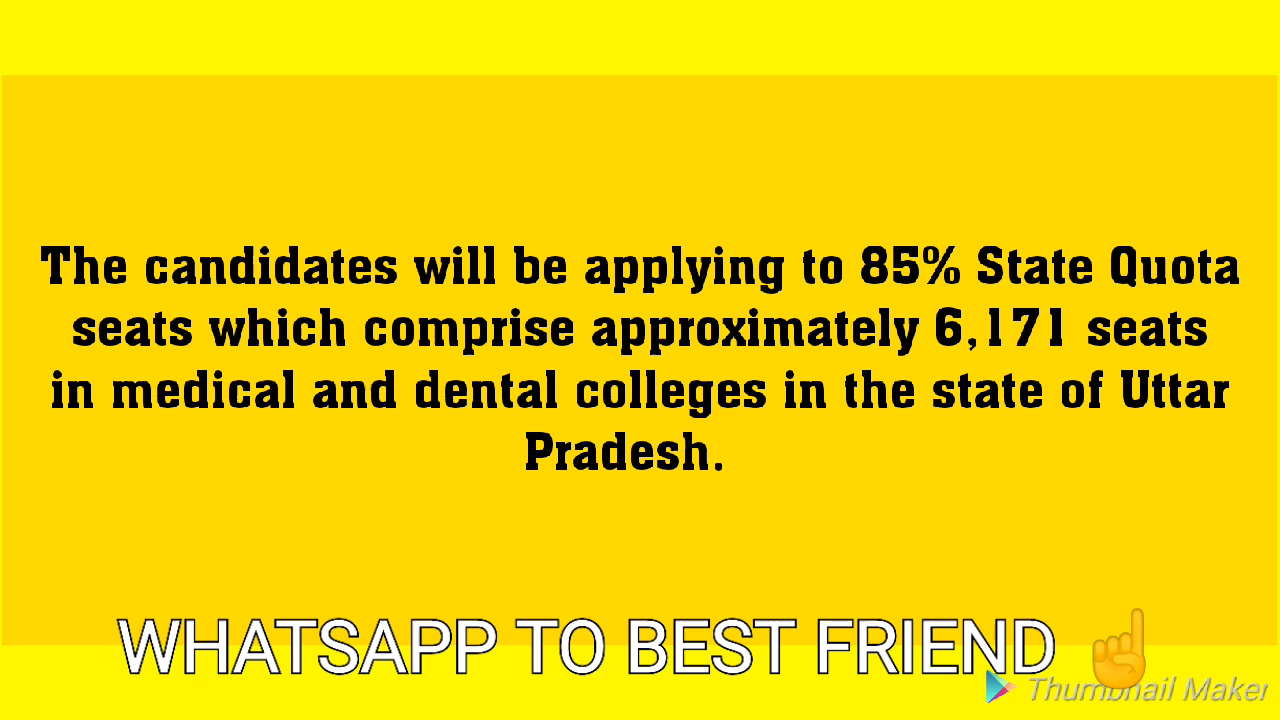 The candidates will be applying to 85% State Quota
seats which comprise approximately 6,171 seats
in medical and dental colleges in the state of Uttar
Pradesh.
WHATSAPP TO BEST FRIEND ☝
Thumbnail Maker